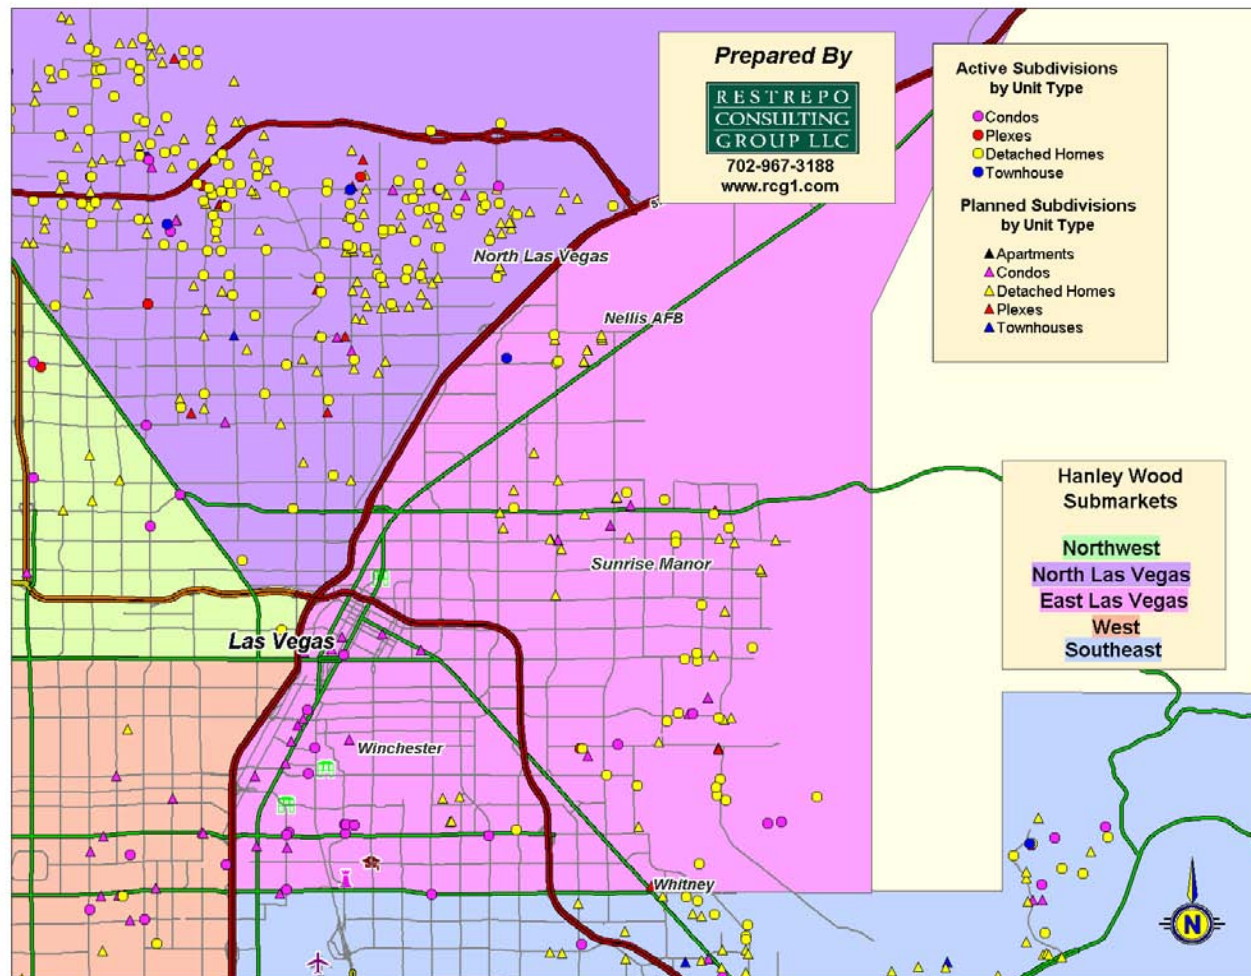 Prepared By
RESTREPO
CONSULTING
GROUP LLC
702-967-3188
www.rcg1.com
Active Subdivisions
by Unit Type
Condos
Plexes
Detached Homes
Townhouse
Planned Subdivisions
by Unit Type
Apartments
Condos
Detached Homes
Plexes
Townhouses
North Las Vegas
Nellis AFB
Hanley Wood
Submarkets
Northwest
North Las Vegas
East Las Vegas
West
Southeast
Sunrise Manor
Las Vegas
Winchester
Whitney
N